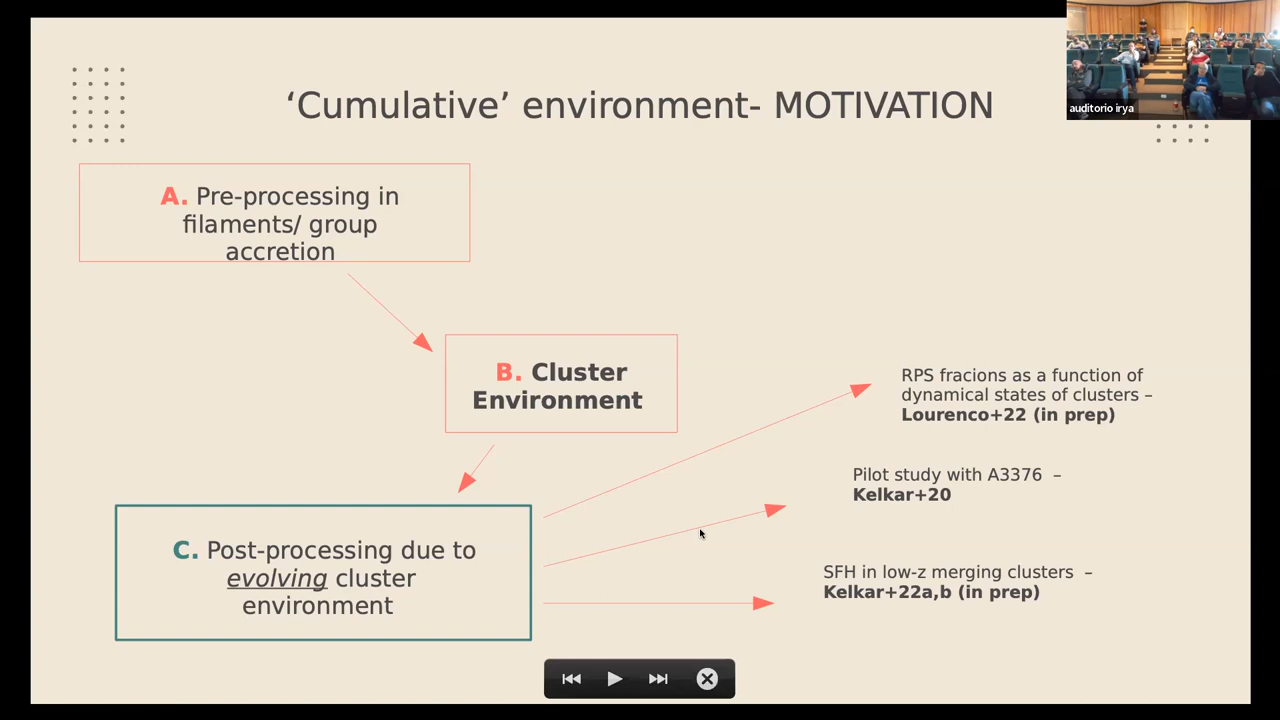 ‘Cumulative’ environment- MOTIVATION
auditorio irya
A. Pre-processing in
filaments/ group
accretion
B. Cluster
Environment
RPS fracions as a function of
dynamical states of clusters –
Lourenco+22 (in prep)
Pilot study with A3376 –
Kelkar+20
C. Post-processing due to
evolving cluster
environment
SFH in low-z merging clusters –
Kelkar+22a,b (in prep)